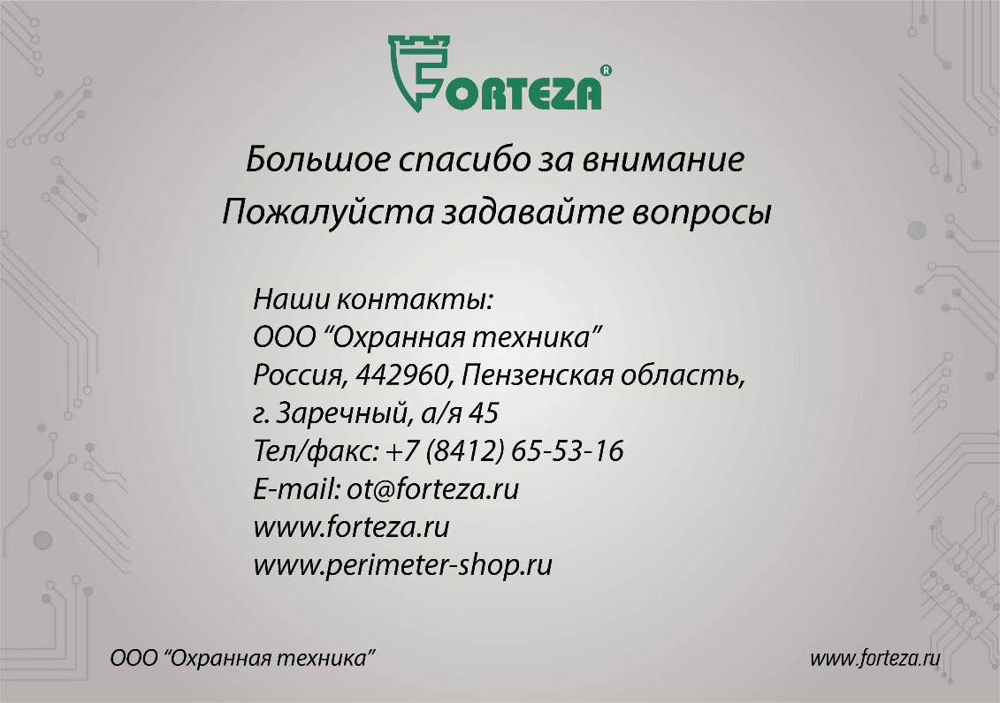 FORTEZA®
Большое спасибо за внимание
Пожалуйста задавайте вопросы
Наши контакты:
ООО “Охранная техника”
Россия, 442960, Пензенская область,
г. Заречный, а/я 45
Тел/факс: +7 (8412) 65-53-16
E-mail: ot@forteza.ru
www.forteza.ru
www.perimeter-shop.ru
ООО “Охранная техника”
www.forteza.ru